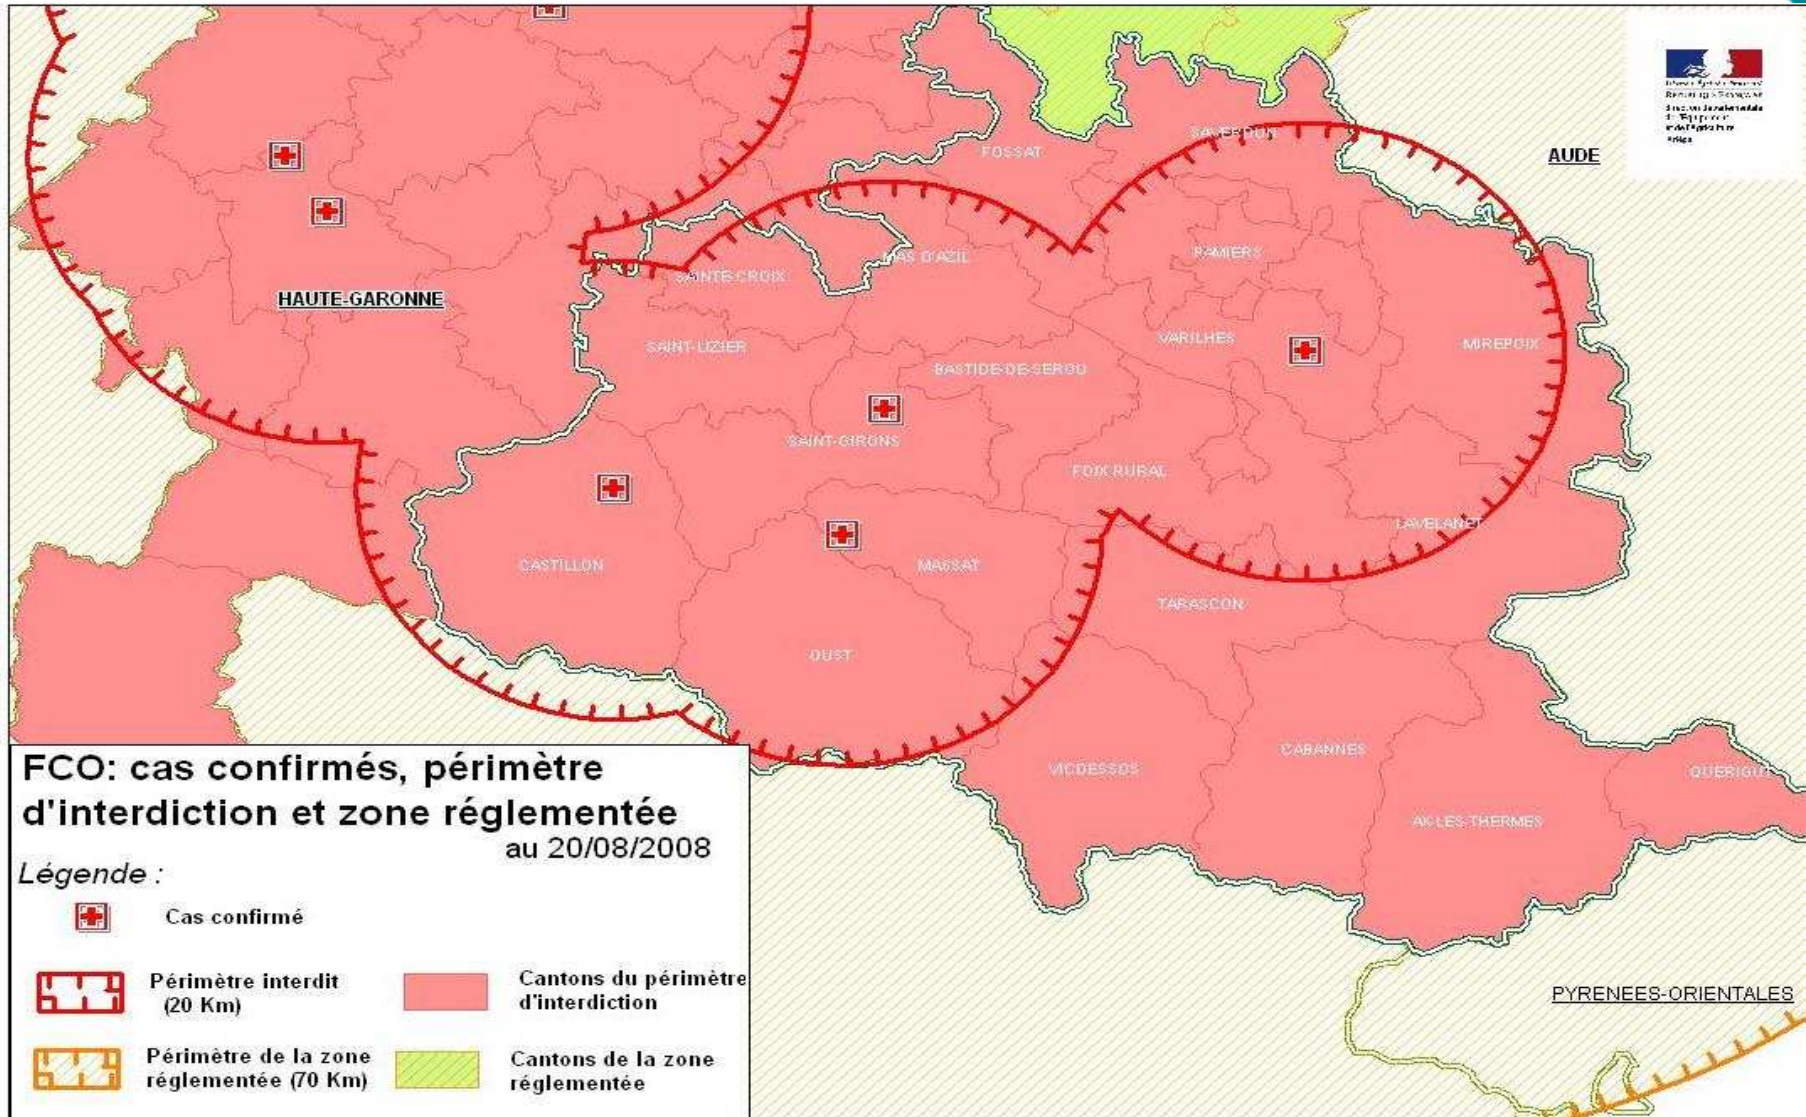 RÉPUBLIQUE FRANÇAISE
AUDE
SAVERDUN
FOSSAT
MAS D'AZIL
PAMIERS
SAINTE-CROIX
HAUTE-GARONNE
VARILHES
MIREPOIX
SAINT-LIZIER
BASTIDE-DE-SEROU
SAINT-GIRONS
FOIX RURAL
LAVELANET
CASTILLON
MASSAT
TARASCON
OUST
CABANNES
VICDESSOS
QUERIGUT
AX-LES-THERMES
PYRENEES-ORIENTALES
FCO: cas confirmés, périmètre
d'interdiction et zone réglementée
au 20/08/2008
Légende :
Cas confirmé
Périmètre interdit
(20 Km)
Cantons du périmètre
d'interdiction
Périmètre de la zone
réglementée (70 Km)
Cantons de la zone
réglementée